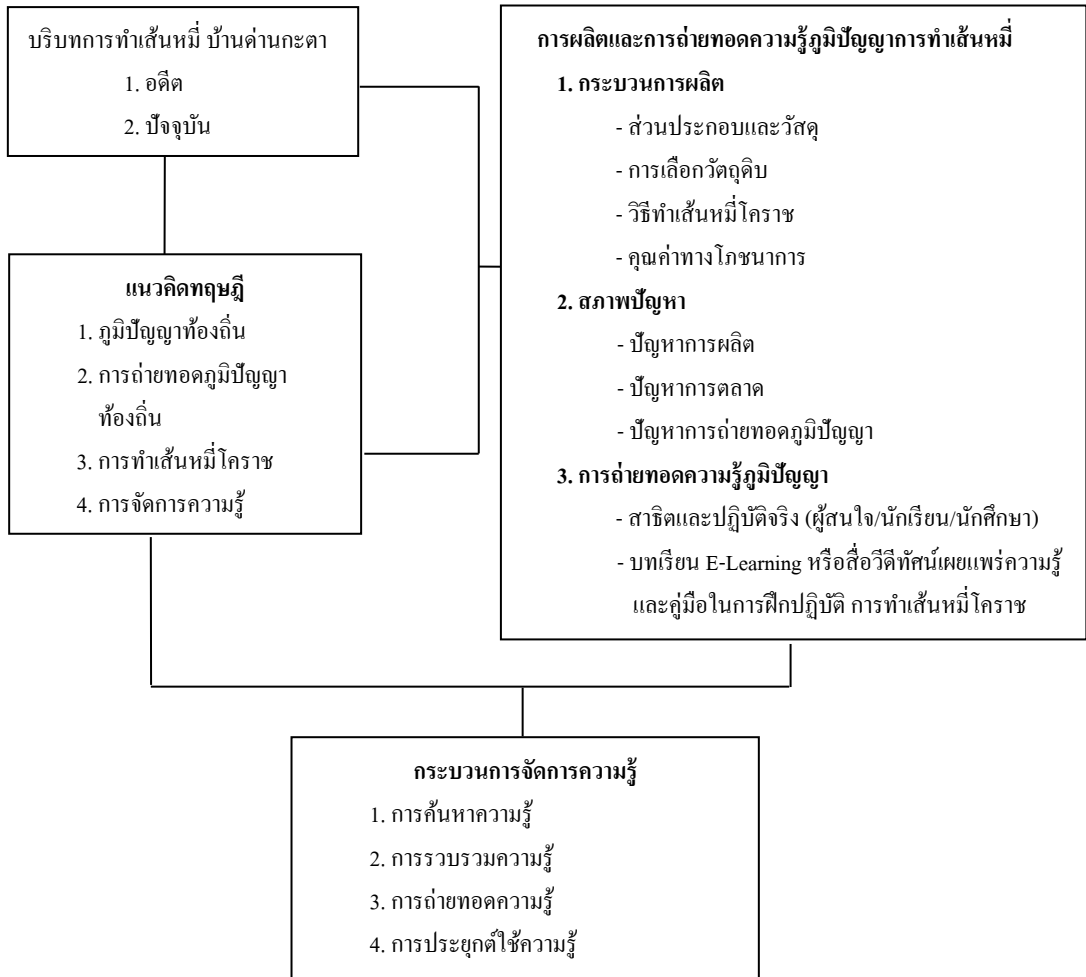 บริบทการทำเส้นหมี่ บ้านด่านกะตา
1. อดีต
2. ปัจจุบัน
แนวคิดทฤษฎี
1. ภูมิปัญญาท้องถิ่น
2. การถ่ายทอดภูมิปัญญา
ท้องถิ่น
3. การทำเส้นหมี่โคราช
4. การจัดการความรู้
การผลิตและการถ่ายทอดความรู้ภูมิปัญญาการทำเส้นหมี่
1. กระบวนการผลิต
- ส่วนประกอบและวัสดุ
- การเลือกวัตถุดิบ
- วิธีทำเส้นหมี่โคราช
- คุณค่าทางโภชนาการ
2. สภาพปัญหา
- ปัญหาการผลิต
- ปัญหาการตลาด
- ปัญหาการถ่ายทอดภูมิปัญญา
3. การถ่ายทอดความรู้ภูมิปัญญา
- สาธิตและปฏิบัติจริง (ผู้สนใจ/นักเรียน/นักศึกษา)
- บทเรียน E-Learning หรือสื่อวีดีทัศน์เผยแพร่ความรู้
และคู่มือในการฝึกปฏิบัติ การทำเส้นหมี่โคราช
กระบวนการจัดการความรู้
1. การค้นหาความรู้
2. การรวบรวมความรู้
3. การถ่ายทอดความรู้
4. การประยุกต์ใช้ความรู้